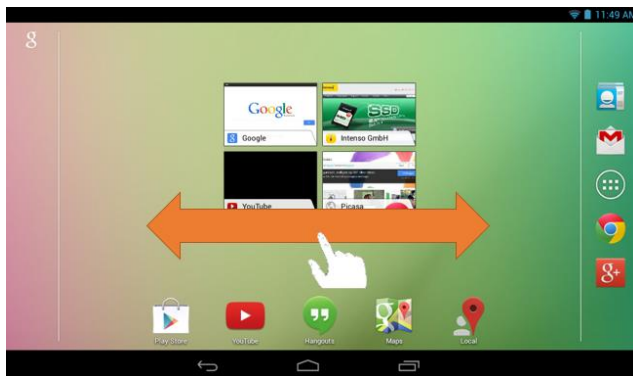 11:49 AM
g
Google
SSD
Google
Intenso GmbH
YouTube
Picasa
g+
Play Store
YouTube
Hangouts
Maps
Local